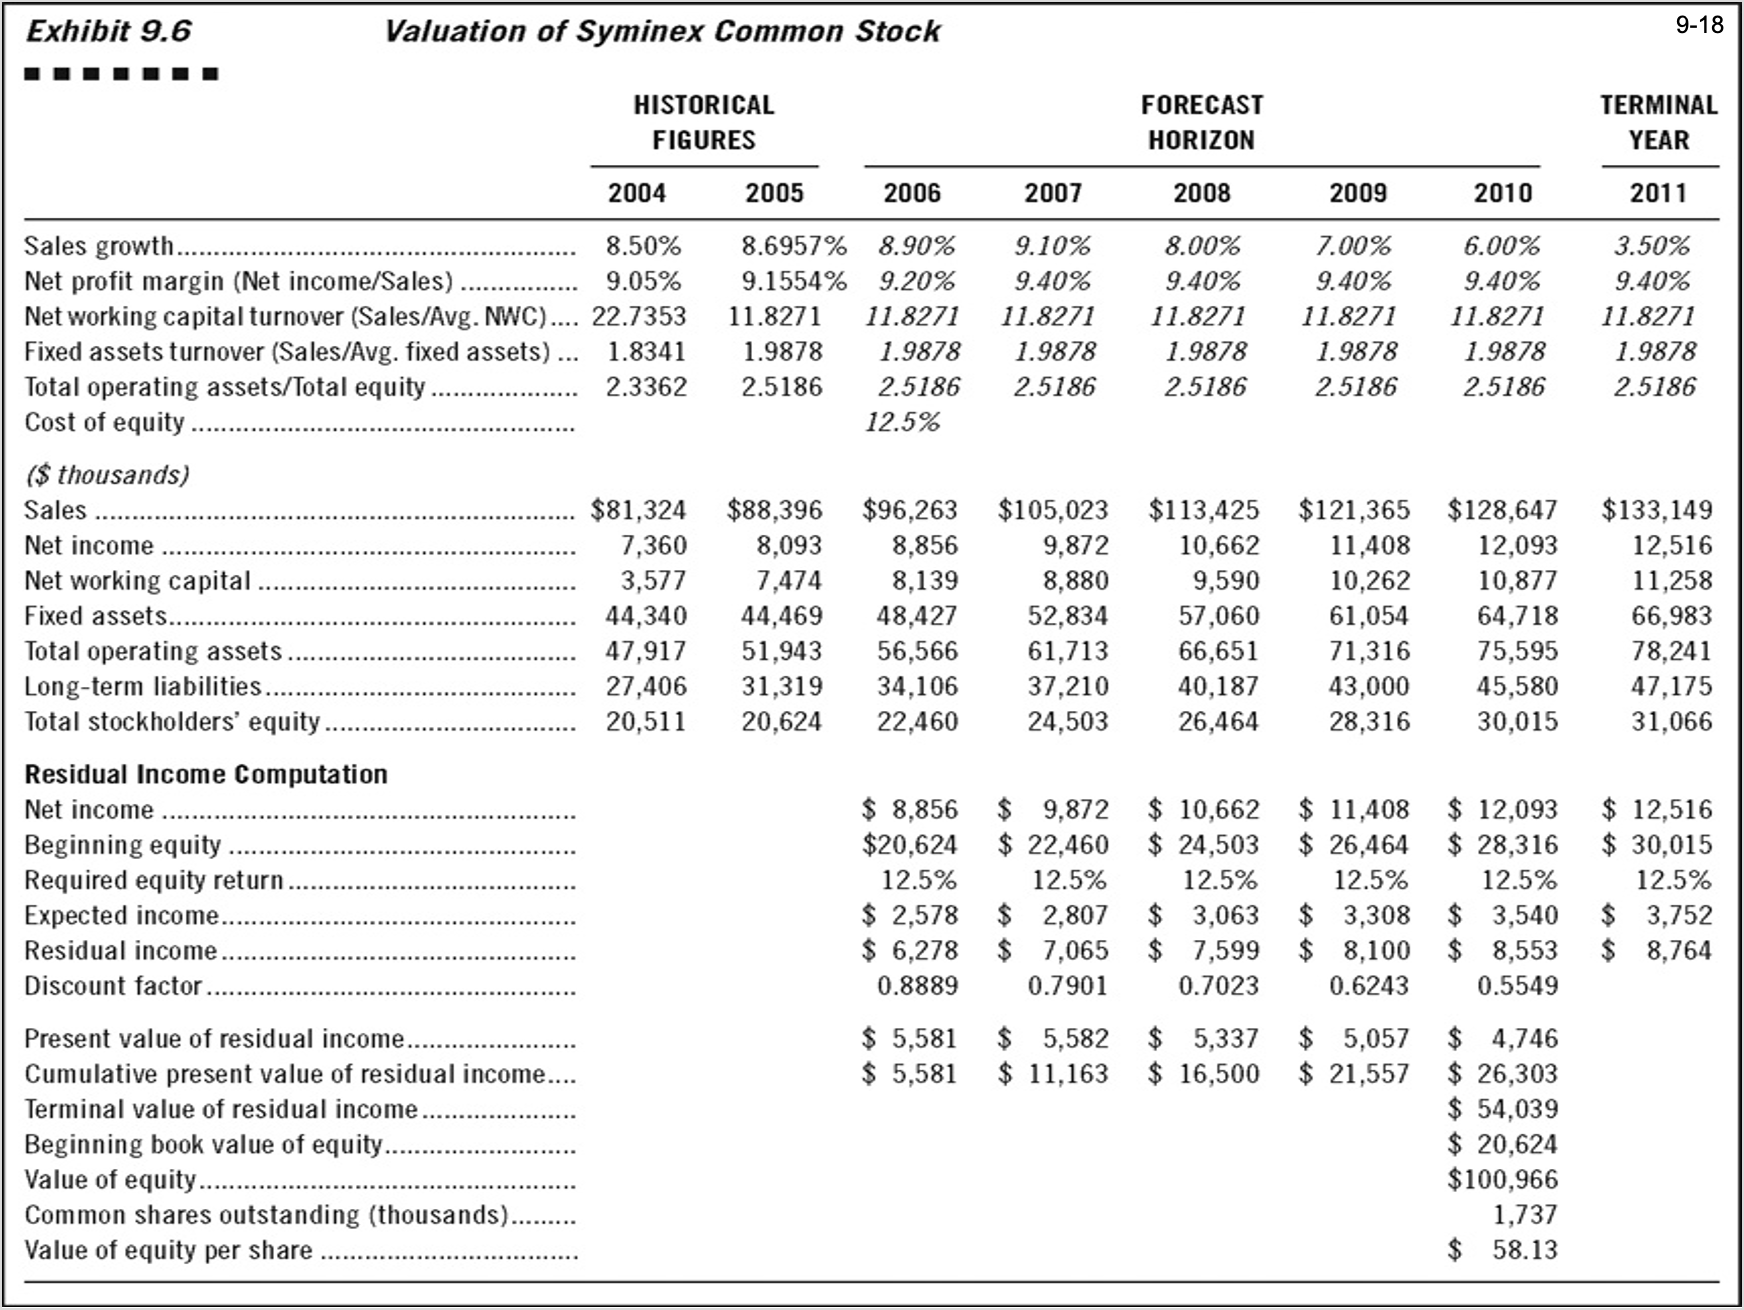 Exhibit 9.6 Valuation of Syminex Common Stock 9-18
HISTORICAL FORECAST TERMINAL
FIGURES HORIZON YEAR
2004 2005 2006 2007 2008 2009 2010 2011
Sales growth 8.50% 8.6957% 8.90% 9.10% 8.00% 7.00% 6.00% 3.50%
Net profit margin (Net income/Sales) 9.05% 9.1554% 9.20% 9.40% 9.40% 9.40% 9.40% 9.40%
Net working capital turnover (Sales/Avg. NWC) 22.7353 11.8271 11.8271 11.8271 11.8271 11.8271 11.8271 11.8271
Fixed assets turnover (Sales/Avg. fixed assets) 1.8341 1.9878 1.9878 1.9878 1.9878 1.9878 1.9878 1.9878
Total operating assets/Total equity 2.3362 2.5186 2.5186 2.5186 2.5186 2.5186 2.5186 2.5186
Cost of equity 12.5%
($ thousands)
Sales $81,324 $88,396 $96,263 $105,023 $113,425 $121,365 $128,647 $133,149
Net income 7,360 8,093 8,856 9,872 10,662 11,408 12,093 12,516
Net working capital 3,577 7,474 8,139 8,880 9,590 10,262 10,877 11,258
Fixed assets 44,340 44,469 48,427 52,834 57,060 61,054 64,718 66,983
Total operating assets 47,917 51,943 56,566 61,713 66,651 71,316 75,595 78,241
Long-term liabilities 27,406 31,319 34,106 37,210 40,187 43,000 45,580 47,175
Total stockholders' equity 20,511 20,624 22,460 24,503 26,464 28,316 30,015 31,066
Residual Income Computation
Net income $ 8,856 $ 9,872 $ 10,662 $ 11,408 $ 12,093 $ 12,516
Beginning equity $20,624 $ 22,460 $ 24,503 $ 26,464 $ 28,316 $ 30,015
Required equity return 12.5% 12.5% 12.5% 12.5% 12.5% 12.5%
Expected income $ 2,578 $ 2,807 $ 3,063 $ 3,308 $ 3,540 $ 3,752
Residual income $ 6,278 $ 7,065 $ 7,599 $ 8,100 $ 8,553 $ 8,764
Discount factor 0.8889 0.7901 0.7023 0.6243 0.5549
Present value of residual income $ 5,581 $ 5,582 $ 5,337 $ 5,057 $ 4,746
Cumulative present value of residual income $ 5,581 $ 11,163 $ 16,500 $ 21,557 $ 26,303
Terminal value of residual income $ 54,039
Beginning book value of equity $ 20,624
Value of equity $100,966
Common shares outstanding (thousands) 1,737
Value of equity per share $ 58.13